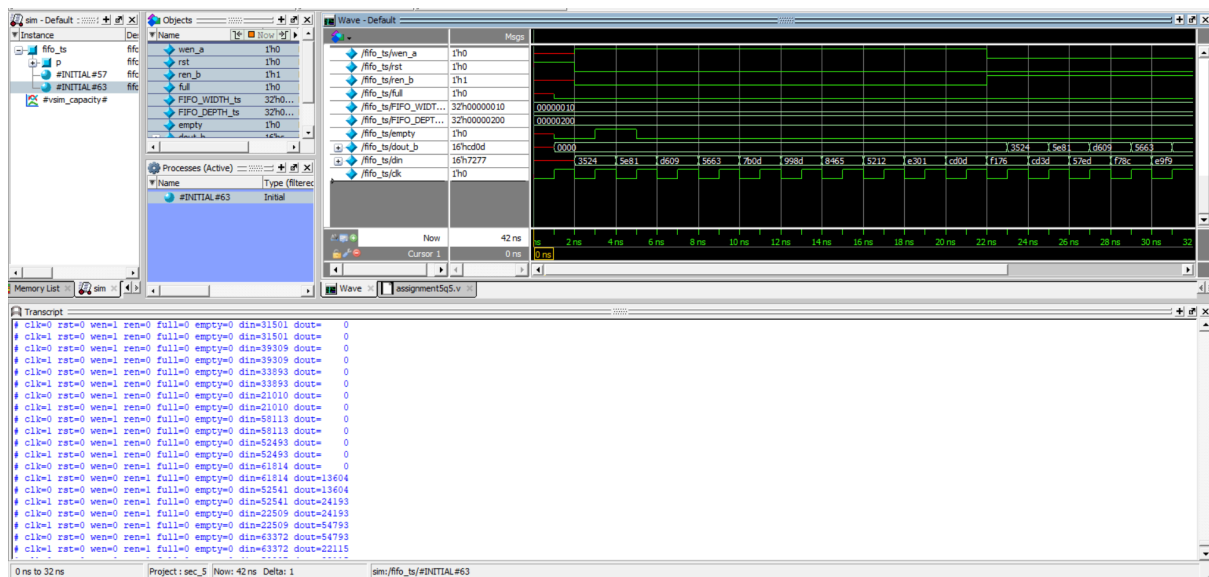 sim - Default
Instance
fifo_ts
p
#INITIAL#57
#INITIAL#63
#vsim_capacity#
Memory List
sim
Objects
Name
Now
wen_a 1'h0
rst 1'h0
ren_b 1'h1
full 1'h0
FIFO_WIDTH_ts 32'h0...
FIFO_DEPTH_ts 32'h0...
empty 1'h0
Processes (Active)
Name Type (filtered
#INITIAL#63 Initial
Wave - Default
Msgs
/fifo_ts/wen_a 1'h0
/fifo_ts/rst 1'h0
/fifo_ts/ren_b 1'h1
/fifo_ts/full 1'h0
/fifo_ts/FIFO_WIDT... 32'h00000010 00000010
/fifo_ts/FIFO_DEPT... 32'h00000200 00000200
/fifo_ts/empty 1'h0
/fifo_ts/dout_b 16'hcd0d 0000 3524 5e81 d609 5663
/fifo_ts/din 16'h7277 3524 5e81 d609 5663 7b0d 998d 8465 5212 e301 cd0d f176 cd3d 57ed f78c e9f9
/fifo_ts/clk 1'h0
Now 42 ns
ns 2 ns 4 ns 6 ns 8 ns 10 ns 12 ns 14 ns 16 ns 18 ns 20 ns 22 ns 24 ns 26 ns 28 ns 30 ns 32
Cursor 1 0 ns 0 ns
Wave
assignment5q5.v
Transcript
# clk=0 rst=0 wen=1 ren=0 full=0 empty=0 din=31501 dout= 0
# clk=1 rst=0 wen=1 ren=0 full=0 empty=0 din=31501 dout= 0
# clk=0 rst=0 wen=1 ren=0 full=0 empty=0 din=39309 dout= 0
# clk=1 rst=0 wen=1 ren=0 full=0 empty=0 din=39309 dout= 0
# clk=0 rst=0 wen=1 ren=0 full=0 empty=0 din=33893 dout= 0
# clk=1 rst=0 wen=1 ren=0 full=0 empty=0 din=33893 dout= 0
# clk=0 rst=0 wen=1 ren=0 full=0 empty=0 din=21010 dout= 0
# clk=1 rst=0 wen=1 ren=0 full=0 empty=0 din=21010 dout= 0
# clk=0 rst=0 wen=1 ren=0 full=0 empty=0 din=58113 dout= 0
# clk=1 rst=0 wen=1 ren=0 full=0 empty=0 din=58113 dout= 0
# clk=0 rst=0 wen=1 ren=0 full=0 empty=0 din=52493 dout= 0
# clk=1 rst=0 wen=1 ren=0 full=0 empty=0 din=52493 dout= 0
# clk=0 rst=0 wen=0 ren=1 full=0 empty=0 din=61814 dout= 0
# clk=1 rst=0 wen=0 ren=1 full=0 empty=0 din=61814 dout=13604
# clk=0 rst=0 wen=0 ren=1 full=0 empty=0 din=52541 dout=13604
# clk=1 rst=0 wen=0 ren=1 full=0 empty=0 din=52541 dout=24193
# clk=0 rst=0 wen=0 ren=1 full=0 empty=0 din=22509 dout=24193
# clk=1 rst=0 wen=0 ren=1 full=0 empty=0 din=22509 dout=54793
# clk=0 rst=0 wen=0 ren=1 full=0 empty=0 din=63372 dout=54793
# clk=1 rst=0 wen=0 ren=1 full=0 empty=0 din=63372 dout=22115
0 ns to 32 ns
Project : sec_5 Now: 42 ns Delta: 1
sim:/fifo_ts/#INITIAL#63